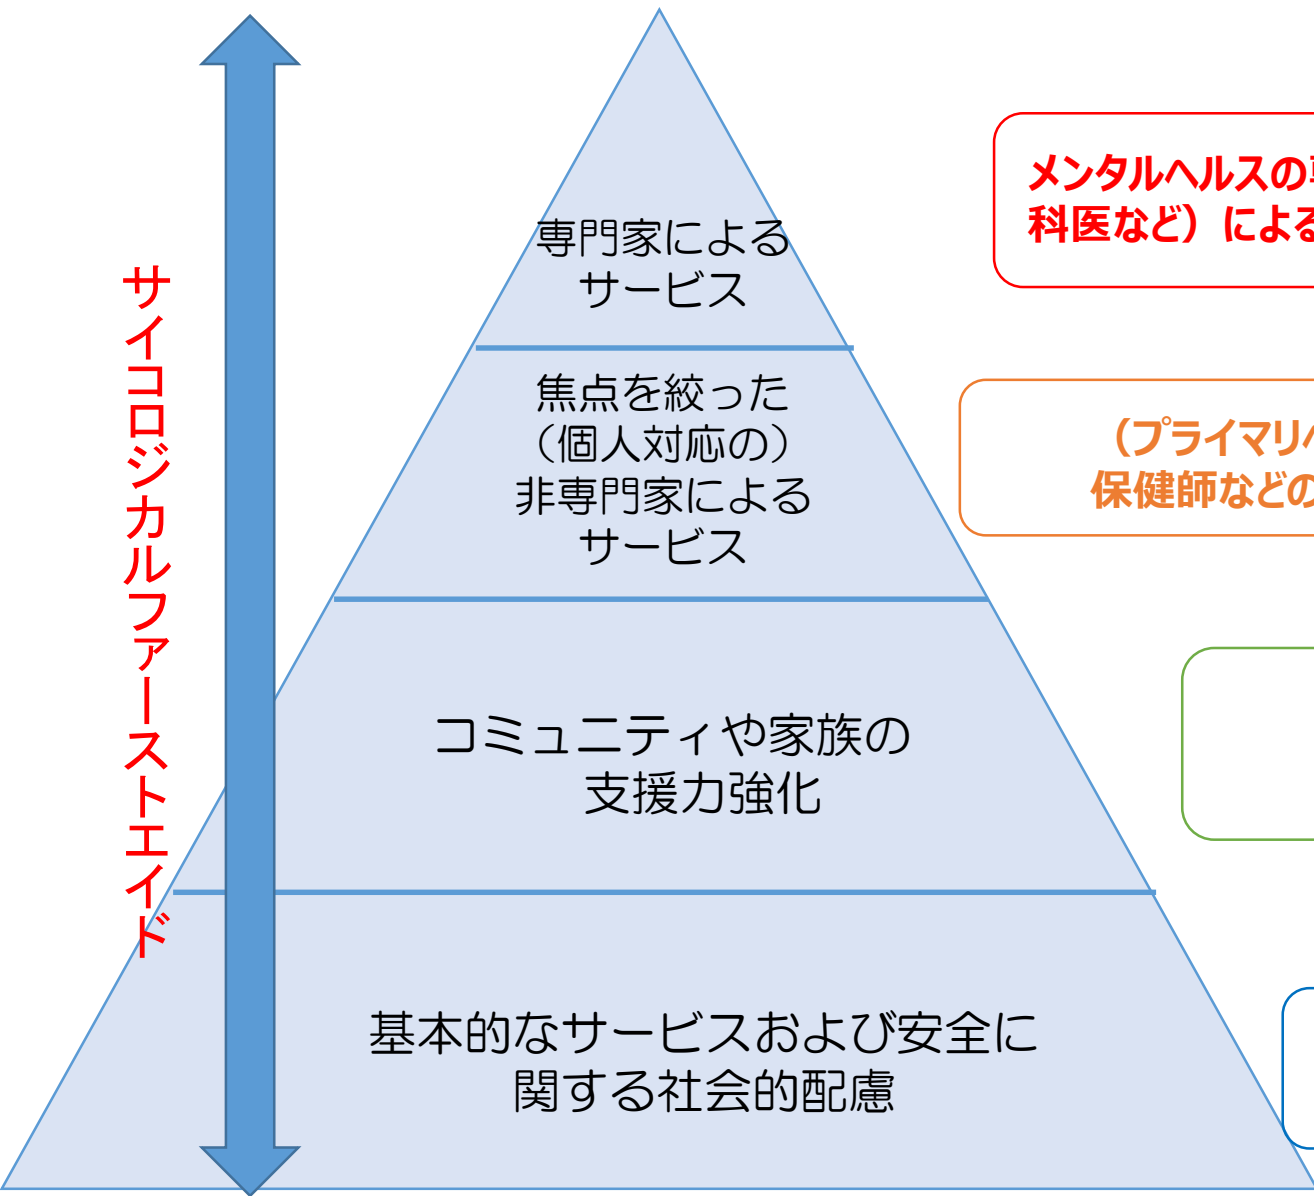 サイコロジカルファーストエイド
専門家による
サービス
焦点を絞った
（個人対応の）
非専門家による
サービス
コミュニティや家族の
支援力強化
基本的なサービスおよび安全に
関する社会的配慮
メンタルヘルスの
科医など）による
（プライマリ
保健師などの